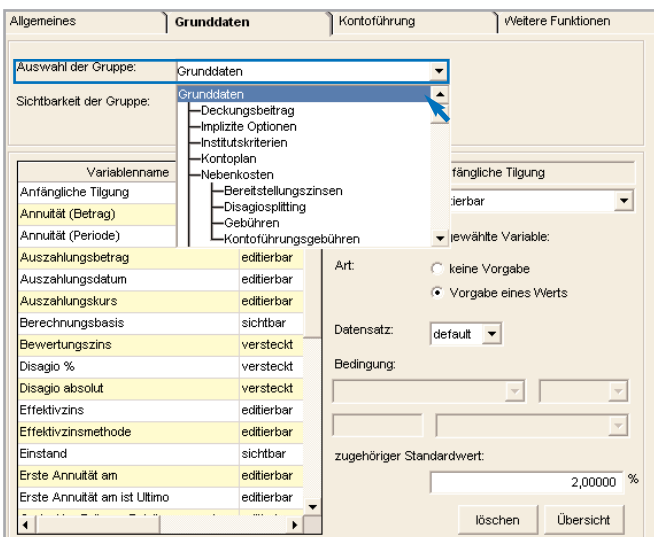 Allgemeines
Grunddaten
Kontoführung
Weitere Funktionen
Auswahl der Gruppe:
Grunddaten
Sichtbarkeit der Gruppe:
Grunddaten
Deckungsbeitrag
Implizite Optionen
Institutskriterien
Kontoplan
Nebenkosten
Bereitstellungszinsen
Disagiosplitting
Gebühren
Kontoführungsgebühren
Variablenname
Anfängliche Tilgung
Annuität (Betrag)
Annuität (Periode)
Auszahlungsbetrag editierbar
Auszahlungsdatum editierbar
Auszahlungskurs editierbar
Berechnungsbasis sichtbar
Bewertungszins versteckt
Disagio % versteckt
Disagio absolut versteckt
Effektivzins editierbar
Effektivzinsmethode editierbar
Einstand sichtbar
Erste Annuität am editierbar
Erste Annuität am ist Ultimo editierbar
fängliche Tilgung
tierbar
ewählte Variable:
Art:
keine Vorgabe
Vorgabe eines Werts
Datensatz:
default
Bedingung:
zugehöriger Standardwert:
2,00000 %
löschen
Übersicht